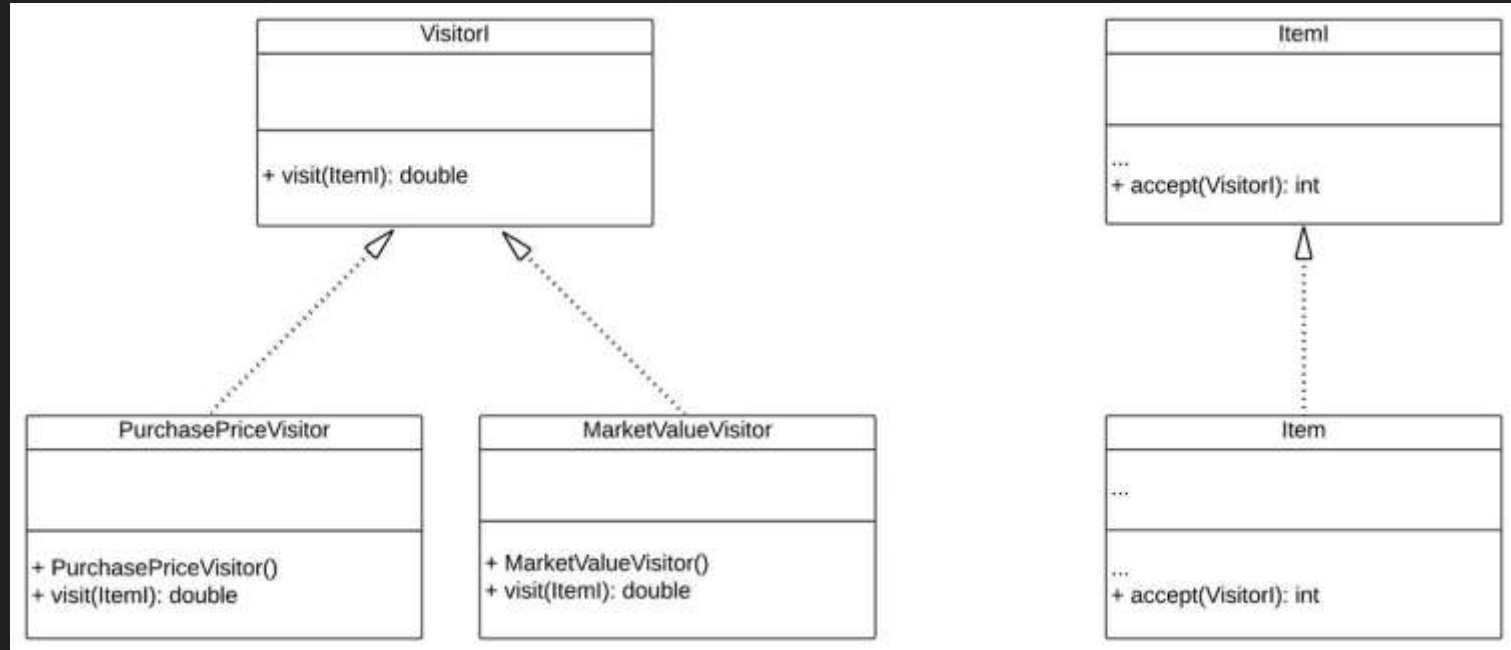 VisitorI
+ visit(ItemI): double
ItemI
...
+ accept(VisitorI): int
PurchasePriceVisitor
+ PurchasePriceVisitor()
+ visit(ItemI): double
MarketValueVisitor
+ MarketValueVisitor()
+ visit(ItemI): double
Item
...
...
+ accept(VisitorI): int